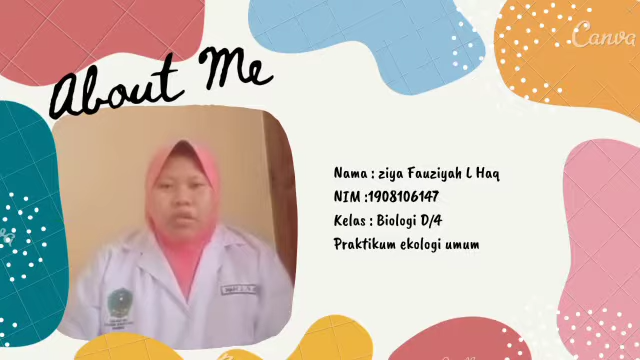 About Me
Nama : ziya Fauziyah L Haq
NIM :1908106147
Kelas : Biologi D/4
Praktikum ekologi umum
Canva